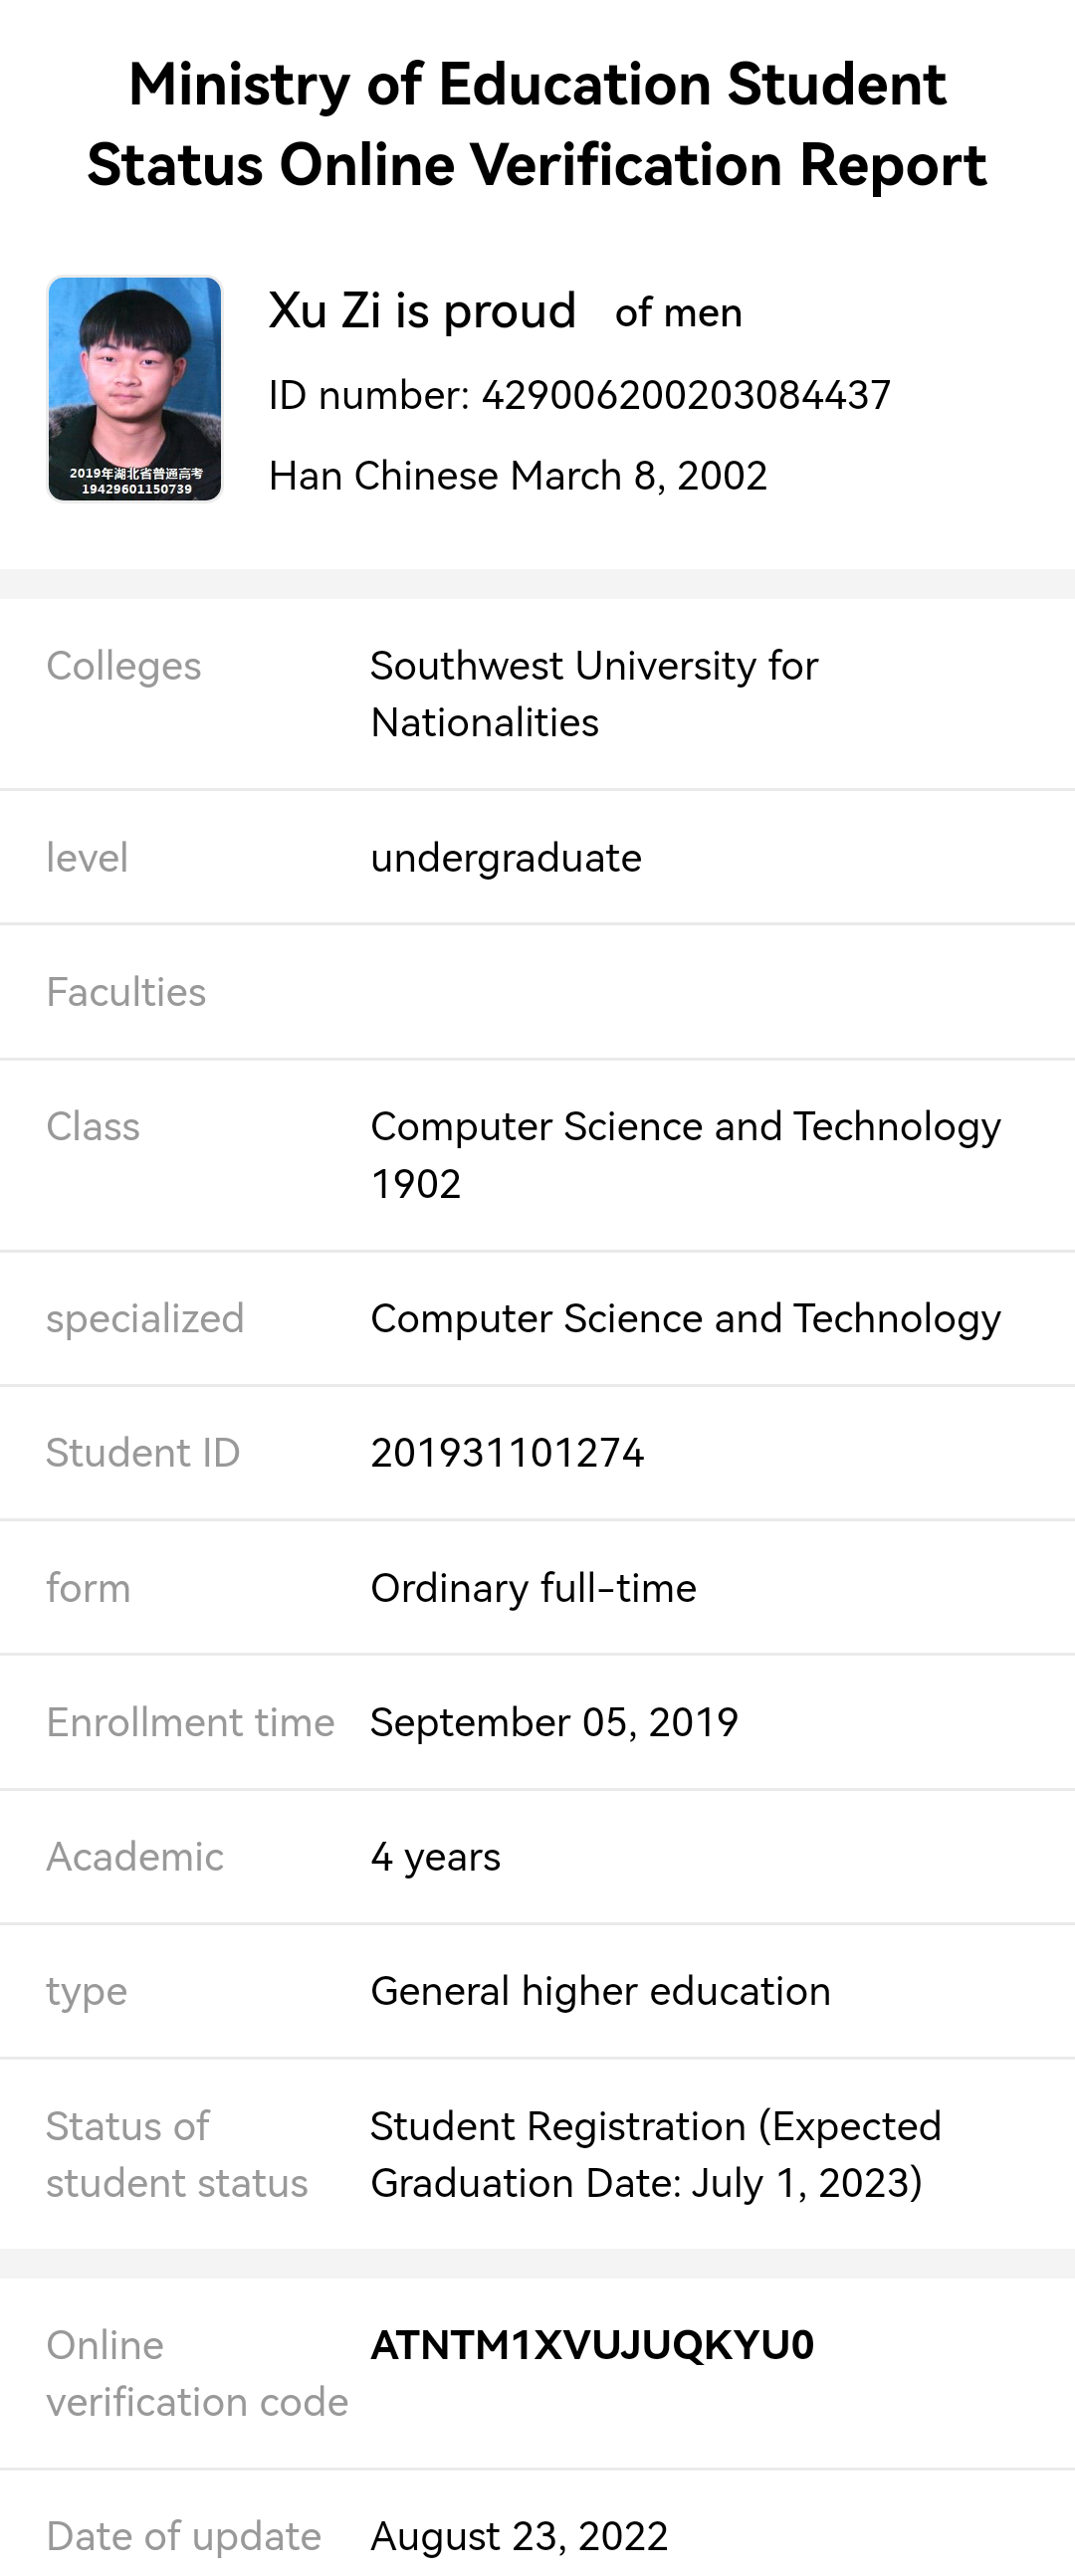 Ministry of Education Student
Status Online Verification Report
Xu Zi is proud of men
ID number: 429006200203084437
Han Chinese March 8, 2002
2019年湖北省普通高考
19429601150739
Colleges Southwest University for
Nationalities
level undergraduate
Faculties
Class Computer Science and Technology
1902
specialized Computer Science and Technology
Student ID 201931101274
form Ordinary full-time
Enrollment time September 05, 2019
Academic 4 years
type General higher education
Status of Student Registration (Expected
student status Graduation Date: July 1, 2023)
Online ATNTM1XVUJUQKYU0
verification code
Date of update August 23, 2022